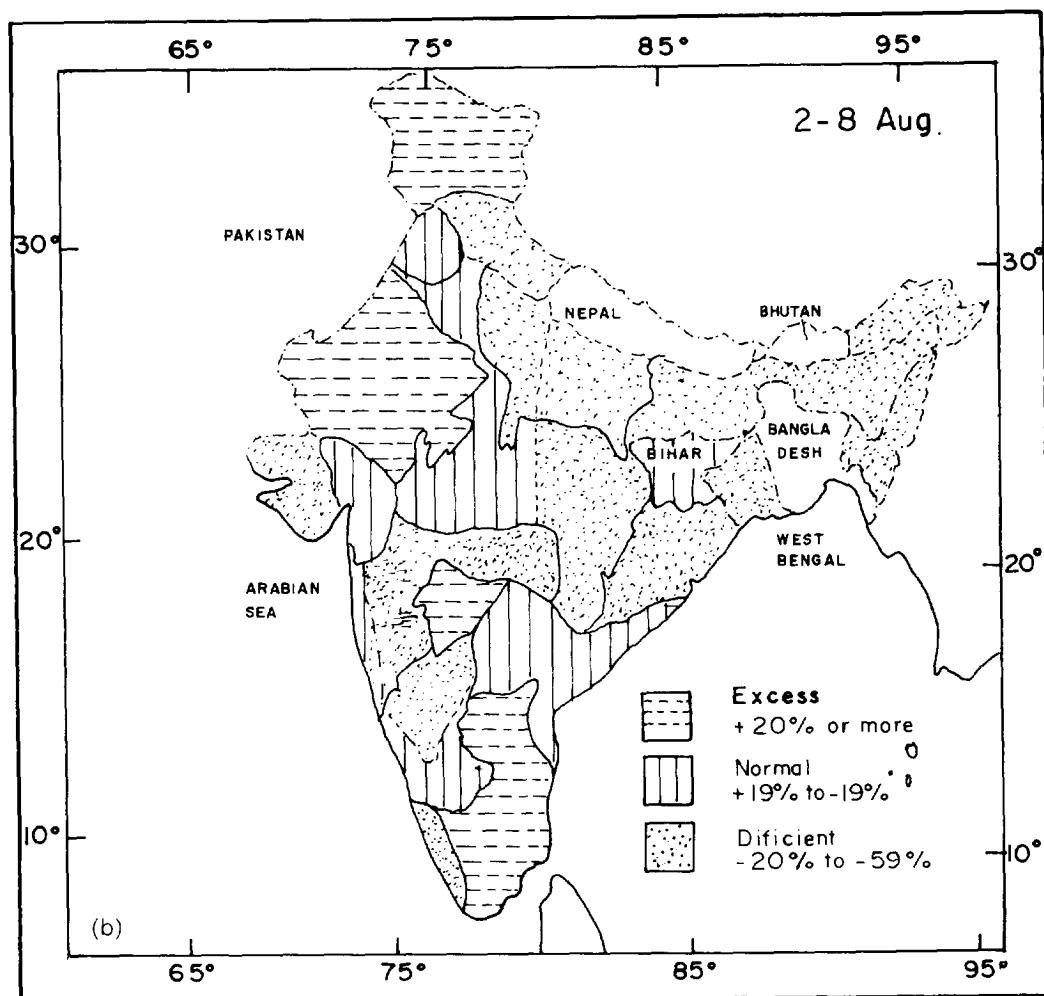 65° 75° 85° 95°
2-8 Aug.
PAKISTAN
30° 30°
NEPAL BHUTAN
BANGLA
DESH
BIHAR
20° 20°
WEST
BENGAL
ARABIAN
SEA
Excess
+20% or more
Normal
+19% to -19%
Dificient
-20% to -59%
10° 10°
(b)
65° 75° 85° 95°